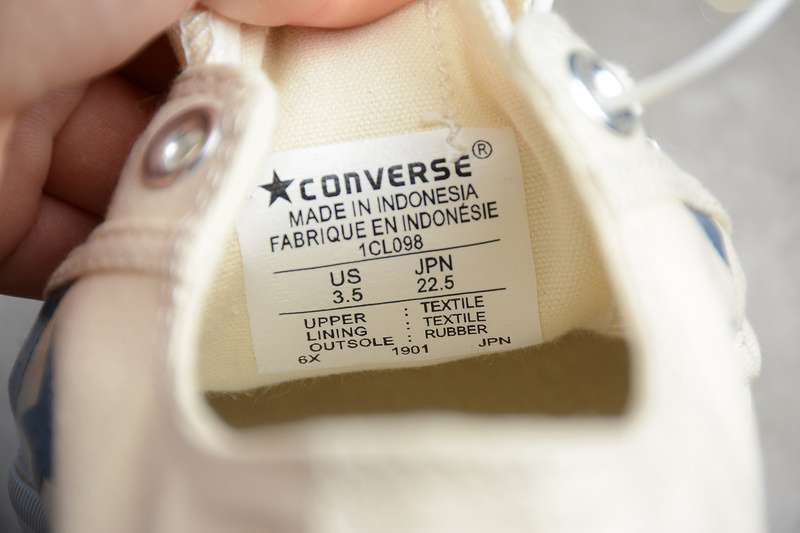 ★CONVERSE®
MADE IN INDONESIA
FABRIQUE EN INDONÉSIE
1CL098
US JPN
3.5 22.5
UPPER : TEXTILE
LINING : TEXTILE
OUTSOLE : RUBBER
6X 1901 JPN